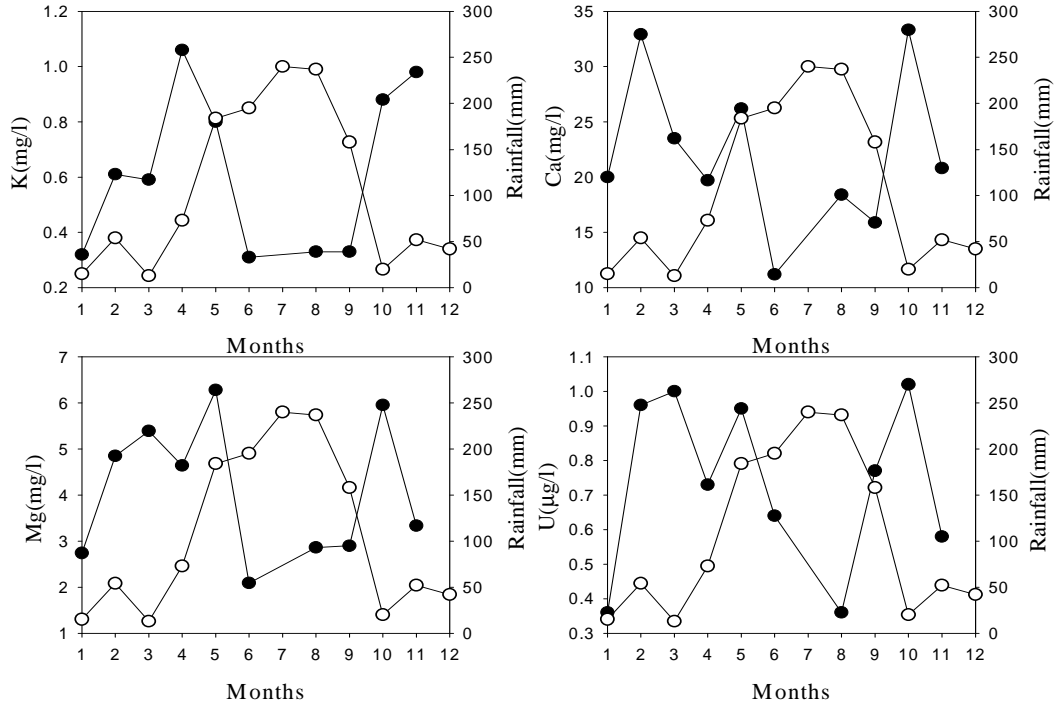 1.2 300 35 300
1.0 250 30 250
0.8 200 25 200
K(mg/l) 150 Rainfall(mm) Ca(mg/l) 150 Rainfall(mm)
0.6 20
0.4 100 15 100
50 50
0.2 0 10 0
1 2 3 4 5 6 7 8 9 10 11 12 1 2 3 4 5 6 7 8 9 10 11 12
Months Months
7 300 1.1 300
6 250 1.0 250
0.9
5 200 0.8 200
Mg(mg/l) 4 150 Rainfall(mm) U(μg/l) 0.7 150 Rainfall(mm)
3 100 0.6 100
0.5
2 50 0.4 50
1 0 0.3 0
1 2 3 4 5 6 7 8 9 10 11 12 1 2 3 4 5 6 7 8 9 10 11 12
Months Months